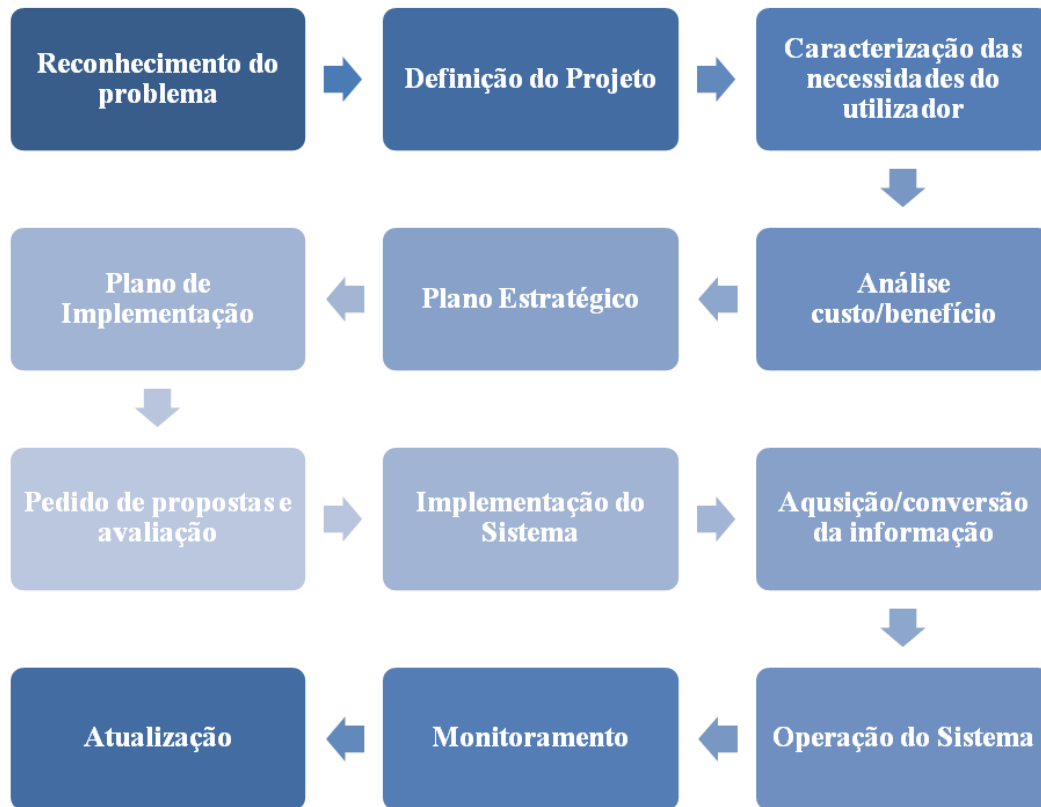 Reconhecimento do
problema
Definição do Projeto
Caracterização das
necessidades do
utilizador
Análise
custo/benefício
Plano Estratégico
Plano de
Implementação
Pedido de propostas e
avaliação
Implementação do
Sistema
Aqusição/conversão
da informação
Operação do Sistema
Monitoramento
Atualização